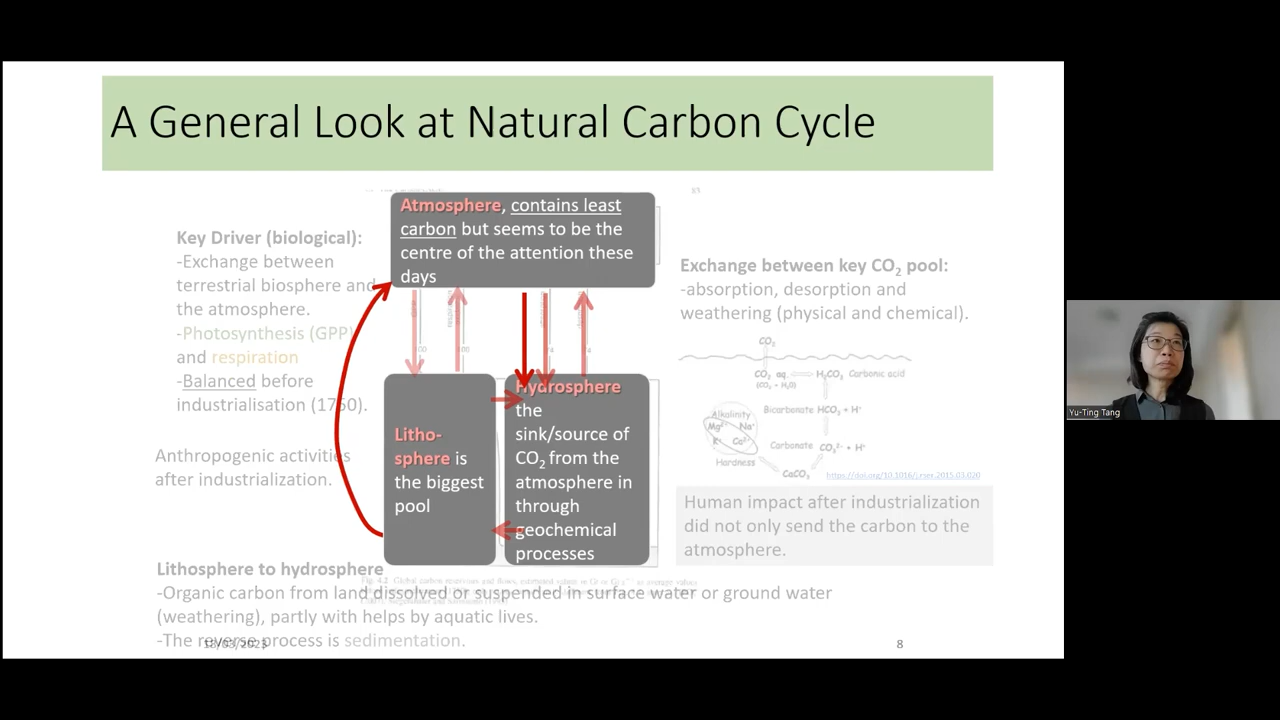 A General Look at Natural Carbon Cycle
Atmosphere, contains least
carbon but seems to be the
centre of the attention these
days
Key Driver (biological):
-Exchange between
terrestrial biosphere and
the atmosphere.
-Photosynthesis (GPP)
and respiration
-Balanced before
industrialisation (1750).
Anthropogenic activities
after industrialization.
Litho-
sphere is
the biggest
pool
Hydrosphere
the
sink/source of
CO2 from the
atmosphere in
through
geochemical
processes
Exchange between key CO2 pool:
-absorption, desorption and
weathering (physical and chemical).
CO2
CO2 aq. H2CO3 Carbonic acid
(CO2 + H2O)
Bicarbonate HCO3 + H+
Alkalinity
Mg2+ Na+
K+ Ca2+
Hardness
Carbonate CO3 2- + H+
CaCO3
https://doi.org/10.1016/j.rser.2015.03.020
Human impact after industrialization
did not only send the carbon to the
atmosphere.
Lithosphere to hydrosphere
-Organic carbon from land dissolved or suspended in surface water or ground water
(weathering), partly with helps by aquatic lives.
-The reverse process is sedimentation.
8
Yu-Ting Tang